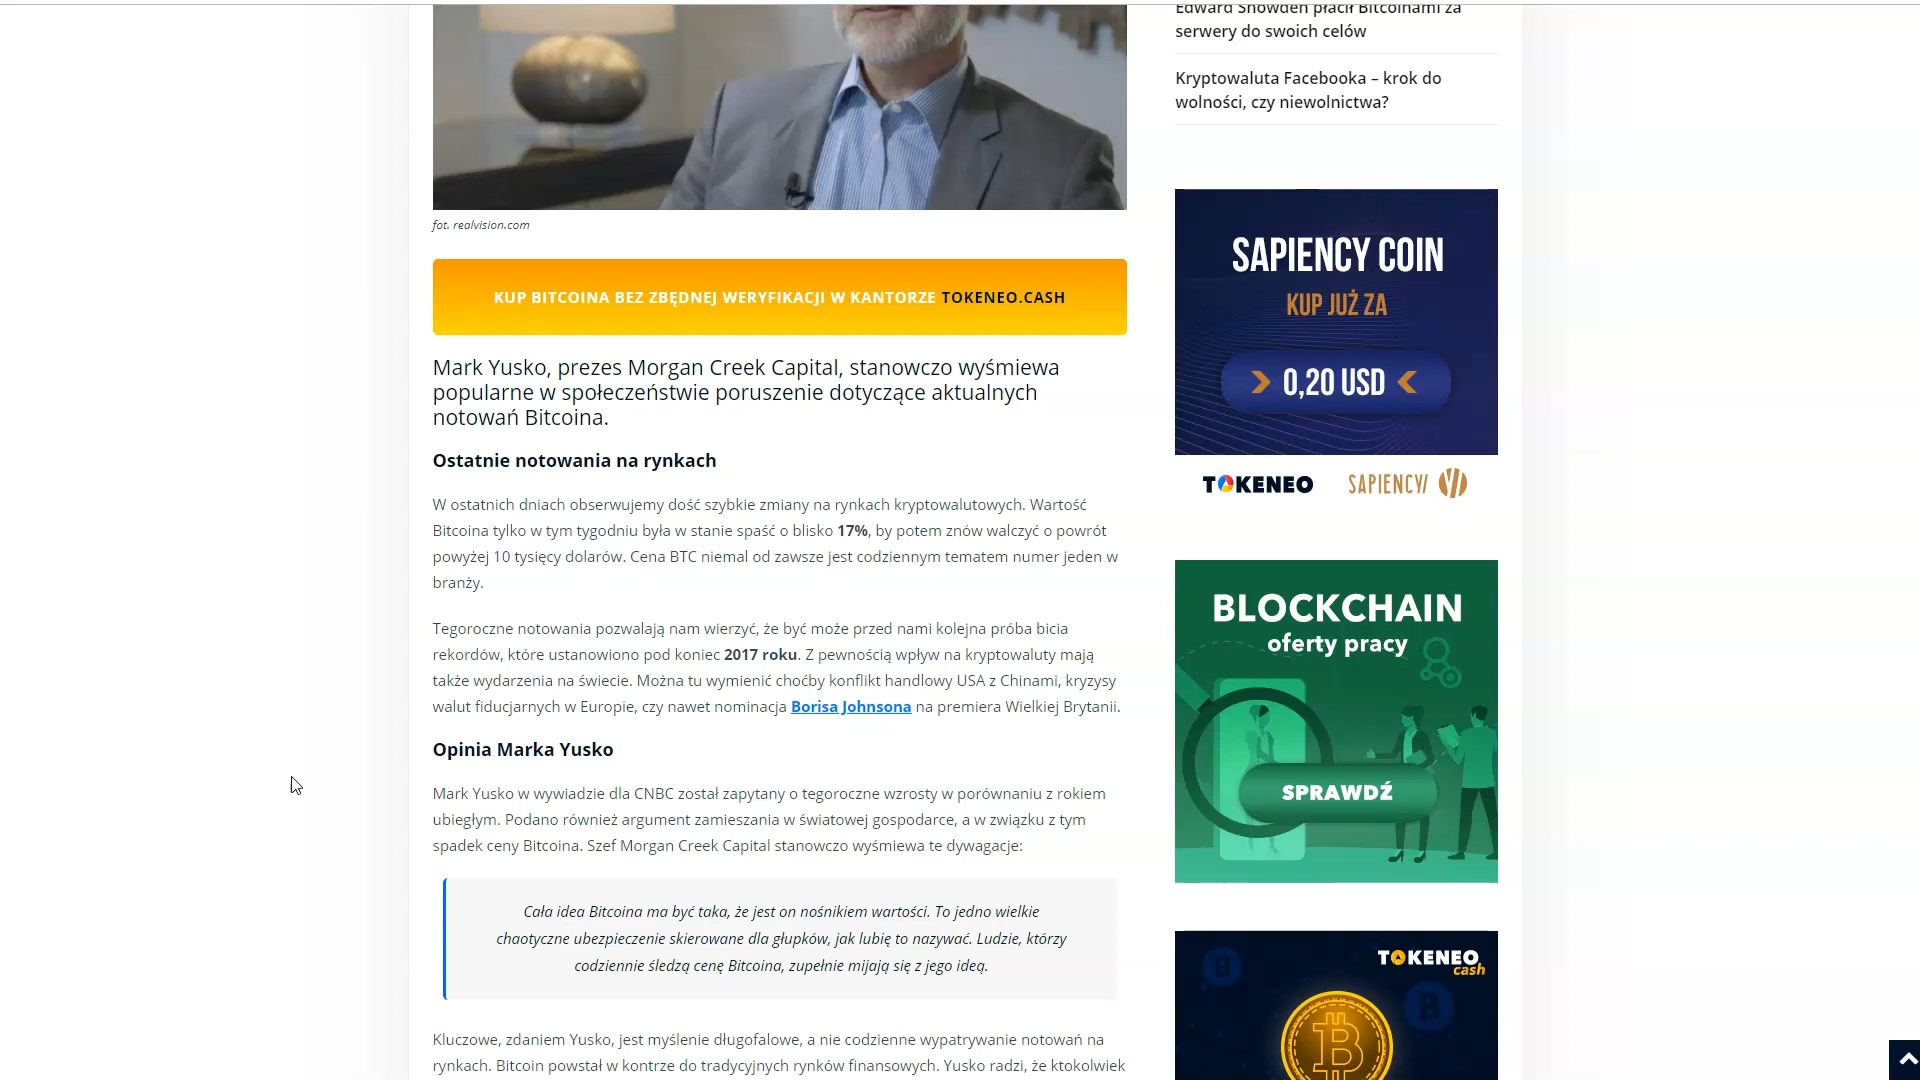 fot. realvision.com
KUP BITCOINA BEZ ZBĘDNEJ WERYFIKACJI W KANTORZE TOKENEO.CASH
Mark Yusko, prezes Morgan Creek Capital, stanowczo wyśmiewa
popularne w społeczeństwie poruszenie dotyczące aktualnych
notowań Bitcoina.
Ostatnie notowania na rynkach
W ostatnich dniach obserwujemy dość szybkie zmiany na rynkach kryptowalutowych. Wartość
Bitcoina tylko w tym tygodniu była w stanie spaść o blisko 17%, by potem znów walczyć o powrót
powyżej 10 tysięcy dolarów. Cena BTC niemal od zawsze jest codziennym tematem numer jeden w
branży.
Tegoroczne notowania pozwalają nam wierzyć, że być może przed nami kolejna próba bicia
rekordów, które ustanowiono pod koniec 2017 roku. Z pewnością wpływ na kryptowaluty mają
także wydarzenia na świecie. Można tu wymienić choćby konflikt handlowy USA z Chinami, kryzysy
walut fiducjarnych w Europie, czy nawet nominacja Borisa Johnsona na premiera Wielkiej Brytanii.
Opinia Marka Yusko
Mark Yusko w wywiadzie dla CNBC został zapytany o tegoroczne wzrosty w porównaniu z rokiem
ubiegłym. Podano również argument zamieszania w światowej gospodarce, a w związku z tym
spadek ceny Bitcoina. Szef Morgan Creek Capital stanowczo wyśmiewa te dywagacje:
Cała idea Bitcoina ma być taka, że jest on nośnikiem wartości. To jedno wielkie
chaotyczne ubezpieczenie skierowane dla głupków, jak lubię to nazywać. Ludzie, którzy
codziennie śledzą cenę Bitcoina, zupełnie mijają się z jego ideą.
Kluczowe, zdaniem Yusko, jest myślenie długofalowe, a nie codzienne wypatrywanie notowań na
rynkach. Bitcoin powstał w kontrze do tradycyjnych rynków finansowych. Yusko radzi, że ktokolwiek
Edward Snowden płacił Bitcoinami za
serwery do swoich celów
Kryptowaluta Facebooka – krok do
wolności, czy niewolnictwa?
SAPIENCY COIN
KUP JUŻ ZA
0,20 USD
TOKENEO SAPIENCY/
BLOCKCHAIN
oferty pracy
SPRAWDŹ
TOKENEO
cash